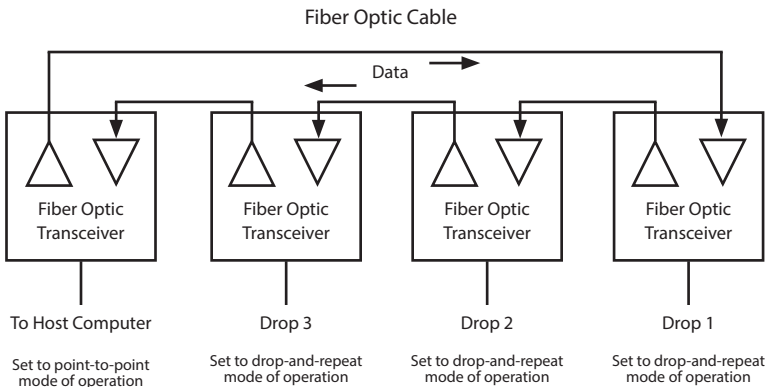 Fiber Optic Cable
Data
Fiber Optic
Transceiver
Fiber Optic
Transceiver
Fiber Optic
Transceiver
Fiber Optic
Transceiver
To Host Computer
Drop 3
Drop 2
Drop 1
Set to point-to-point
mode of operation
Set to drop-and-repeat
mode of operation
Set to drop-and-repeat
mode of operation
Set to drop-and-repeat
mode of operation